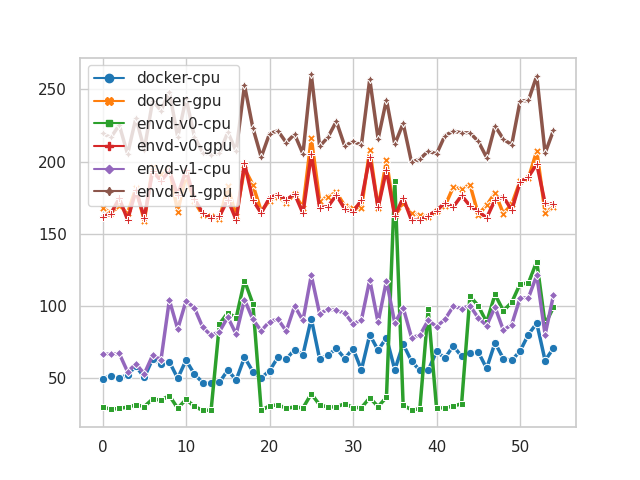 docker-cpu
docker-gpu
envd-v0-cpu
envd-v0-gpu
envd-v1-cpu
envd-v1-gpu
250
200
150
100
50
0 10 20 30 40 50